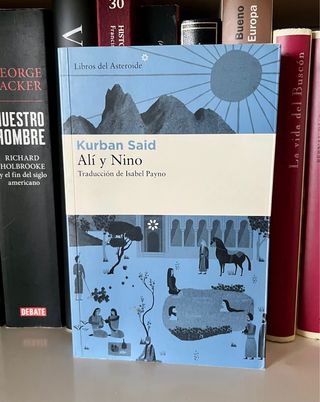 GEORGE
ACKER
NUESTRO
HOMBRE
RICHARD
HOLBROOKE
y el fin del siglo
americano
DEBATE
30
Bueno
Europa
La vida del Buscón
Libros del Asteroide
Kurban Said
Alí y Nino
Traducción de Isabel Payno